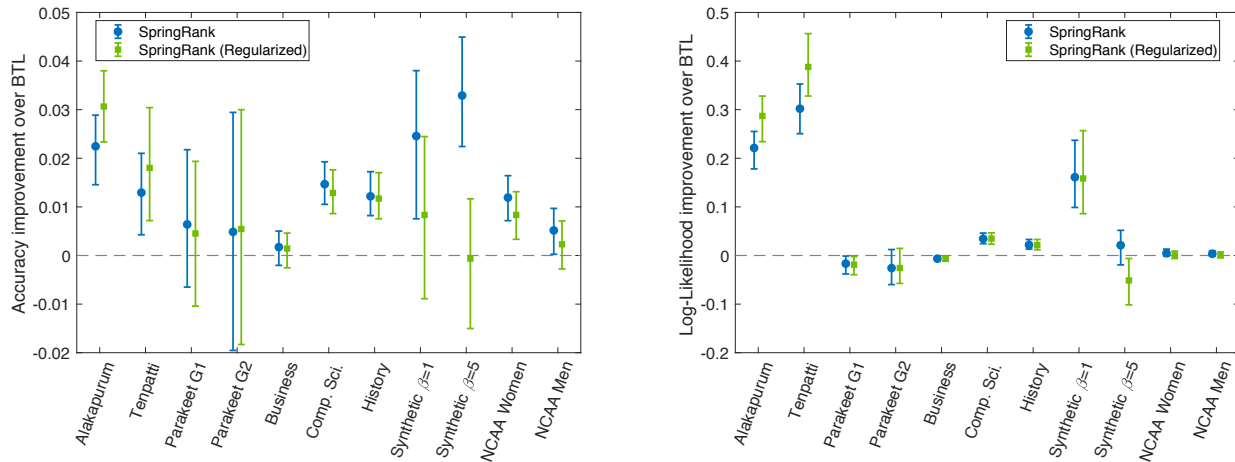 Accuracy improvement over BTL
0.05
0.04
0.03
0.02
0.01
0
-0.01
-0.02
SpringRank
SpringRank (Regularized)
Alakapurum
Tenpatti
Parakeet G1
Parakeet G2
Business
Comp. Sci.
History
Synthetic β=1
Synthetic β=5
NCAA Women
NCAA Men
Log-Likelihood improvement over BTL
0.5
0.4
0.3
0.2
0.1
0
-0.1
-0.2
SpringRank
SpringRank (Regularized)
Alakapurum
Tenpatti
Parakeet G1
Parakeet G2
Business
Comp. Sci.
History
Synthetic β=1
Synthetic β=5
NCAA Women
NCAA Men